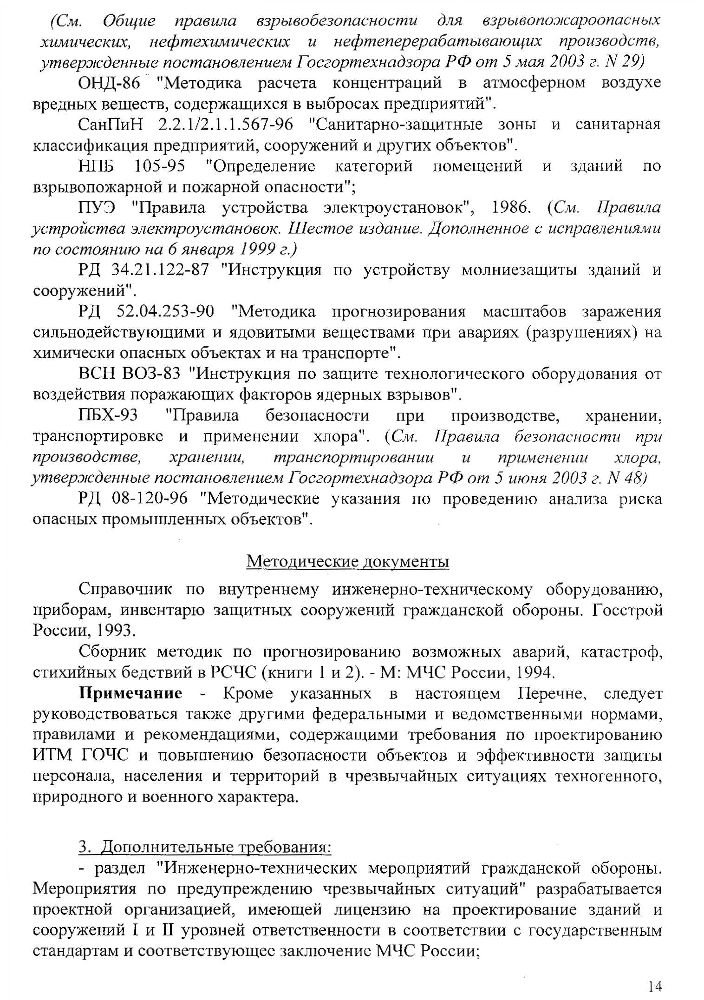 (См. Общие правила взрывобезопасности для взрывопожароопасных
химических, нефтехимических и нефтеперерабатывающих производств,
утвержденные постановлением Госгортехнадзора РФ от 5 мая 2003 г. N 29)
ОНД-86 "Методика расчета концентраций в атмосферном воздухе
вредных веществ, содержащихся в выбросах предприятий".
СанПиН 2.2.1/2.1.1.567-96 "Санитарно-защитные зоны и санитарная
классификация предприятий, сооружений и других объектов".
НПБ 105-95 "Определение категорий помещений и зданий по
взрывопожарной и пожарной опасности";
ПУЭ "Правила устройства электроустановок", 1986. (См. Правила
устройства электроустановок. Шестое издание. Дополненное с исправлениями
по состоянию на 6 января 1999 г.)
РД 34.21.122-87 "Инструкция по устройству молниезащиты зданий и
сооружений".
РД 52.04.253-90 "Методика прогнозирования масштабов заражения
сильнодействующими и ядовитыми веществами при авариях (разрушениях) на
химически опасных объектах и на транспорте".
ВСН ВОЗ-83 "Инструкция по защите технологического оборудования от
воздействия поражающих факторов ядерных взрывов".
ПБХ-93 "Правила безопасности при производстве, хранении,
транспортировке и применении хлора". (См. Правила безопасности при
производстве, хранении, транспортировании и применении хлора,
утвержденные постановлением Госгортехнадзора РФ от 5 июня 2003 г. N 48)
РД 08-120-96 "Методические указания по проведению анализа риска
опасных промышленных объектов".
Методические документы
Справочник по внутреннему инженерно-техническому оборудованию,
приборам, инвентарю защитных сооружений гражданской обороны. Госстрой
России, 1993.
Сборник методик по прогнозированию возможных аварий, катастроф,
стихийных бедствий в РСЧС (книги 1 и 2). - М: МЧС России, 1994.
Примечание - Кроме указанных в настоящем Перечне, следует
руководствоваться также другими федеральными и ведомственными нормами,
правилами и рекомендациями, содержащими требования по проектированию
ИТМ ГОЧС и повышению безопасности объектов и эффективности защиты
персонала, населения и территорий в чрезвычайных ситуациях техногенного,
природного и военного характера.
3. Дополнительные требования:
- раздел "Инженерно-технических мероприятий гражданской обороны.
Мероприятия по предупреждению чрезвычайных ситуаций" разрабатывается
проектной организацией, имеющей лицензию на проектирование зданий и
сооружений I и II уровней ответственности в соответствии с государственным
стандартам и соответствующее заключение МЧС России;
14